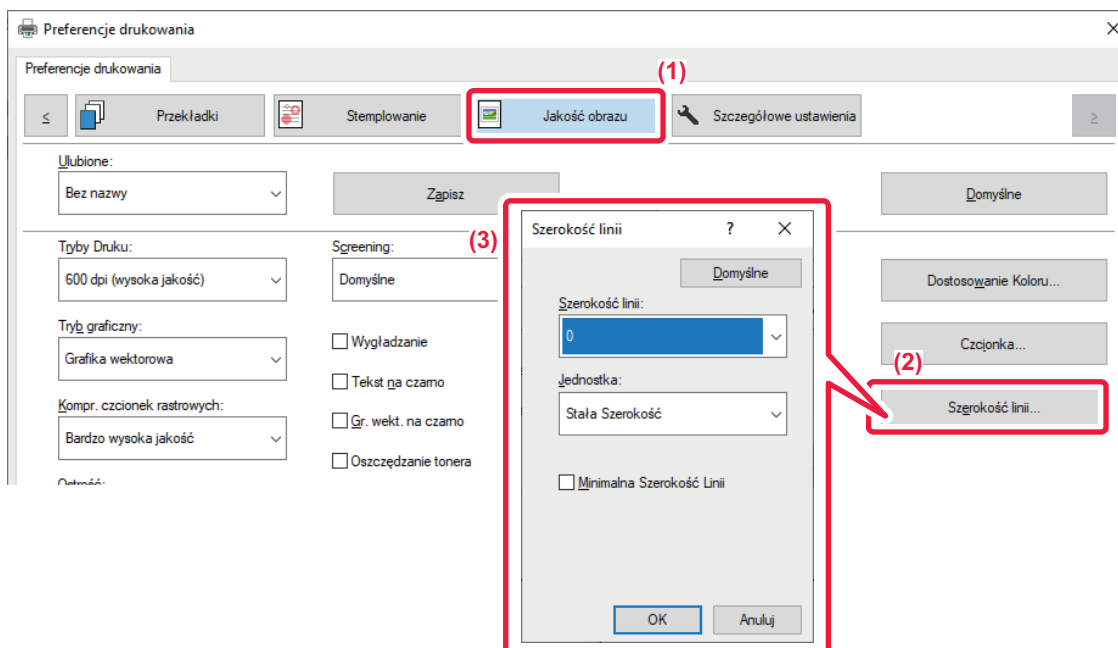 Preferencje drukowania
Preferencje drukowania
(1)
< Przekładki Stemplowanie Jakość obrazu Szczegółowe ustawienia >
Ulubione:
Bez nazwy Zapisz Domyślne
(3) Szerokość linii ? ×
Tryby Druku: Screening:
Domyślne
600 dpi (wysoka jakość) Domyślne Dostosowanie Koloru...
Szerokość linii:
Tryb graficzny:
0
Grafika wektorowa Wygładzanie Czcionka...
(2)
Tekst na czarno Jednostka:
Kompr. czcionek rastrowych:
Stała Szerokość Szerokość linii...
Bardzo wysoka jakość Gr. wekt. na czarno
Oszczędzanie tonera
Ostrość:
Minimalna Szerokość Linii
OK Anuluj